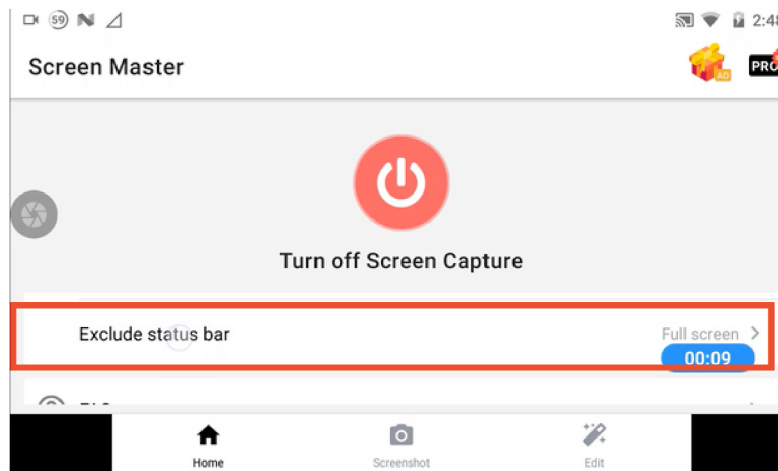 59 2:48
Screen Master
AD
PRO
Turn off Screen Capture
Exclude status bar
Full screen
00:09
Home Screenshot Edit